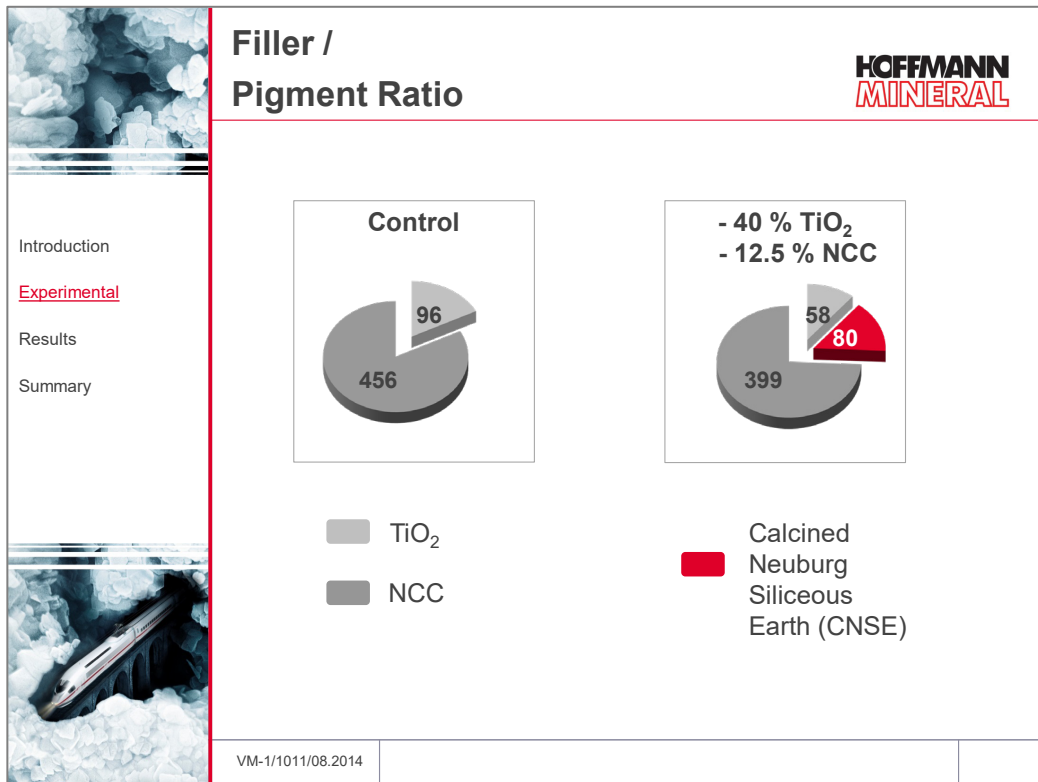 Filler /
Pigment Ratio
HOFFMANN
MINERAL
Introduction
Experimental
Results
Summary
Control
96
456
- 40 % TiO₂
- 12.5 % NCC
58
80
399
TiO₂
NCC
Calcined
Neuburg
Siliceous
Earth (CNSE)
VM-1/1011/08.2014